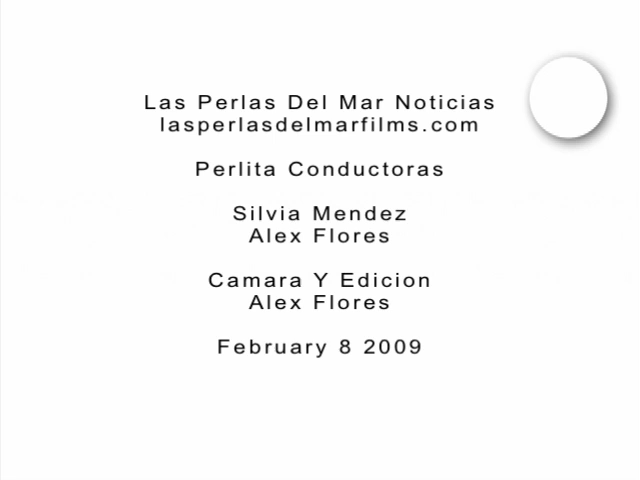 Las Perlas Del Mar Noticias
lasperlasdelmarfilms.com
Perlita Conductoras
Silvia Mendez
Alex Flores
Camara Y Edicion
Alex Flores
February 8 2009